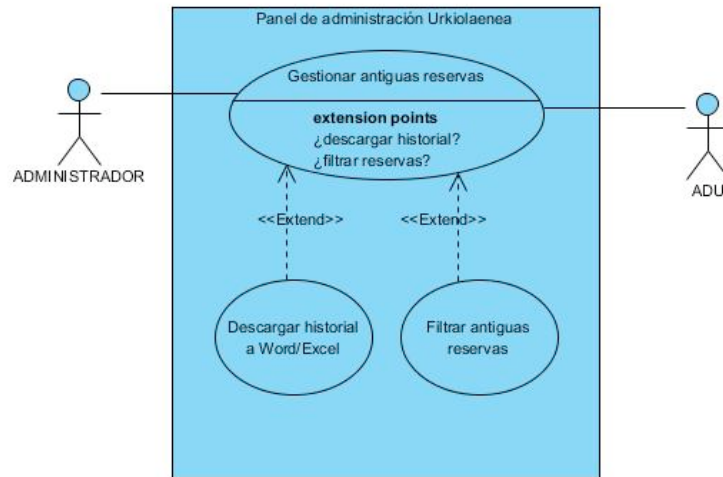 Panel de administración Urkiolaenea
Gestionar antiguas reservas
extension points
¿descargar historial?
¿filtrar reservas?
ADMINISTRADOR
ADU
<<Extend>>
<<Extend>>
Descargar historial
a Word/Excel
Filtrar antiguas
reservas